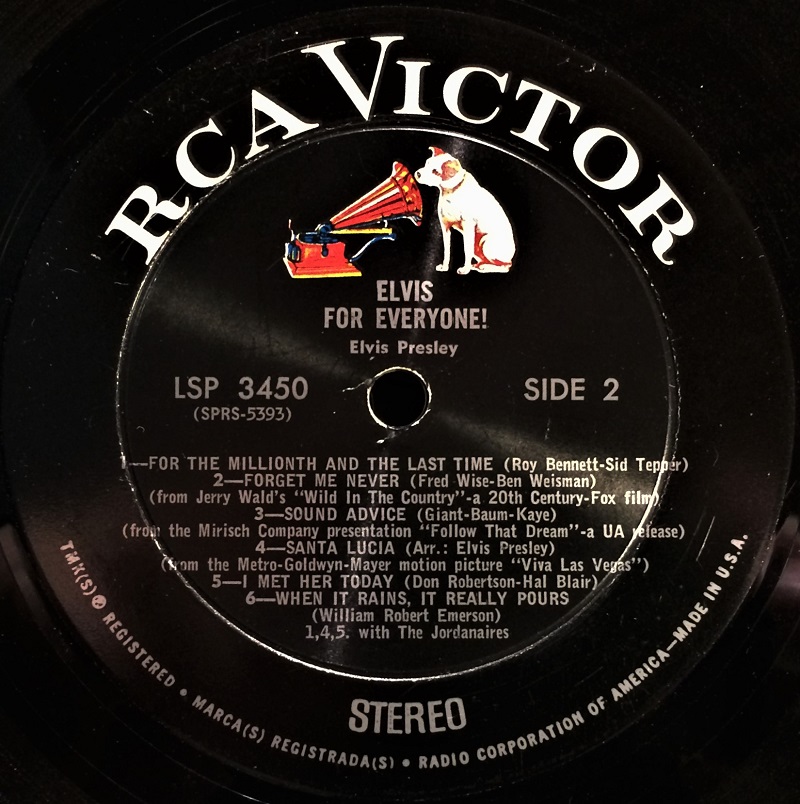 RCA VICTOR
ELVIS
FOR EVERYONE!
Elvis Presley
LSP 3450
(SPRS-5393)
SIDE 2
1—FOR THE MILLIONTH AND THE LAST TIME (Roy Bennett-Sid Tepper)
2—FORGET ME NEVER (Fred Wise-Ben Weisman)
(from Jerry Wald's "Wild In The Country"-a 20th Century-Fox film)
3—SOUND ADVICE (Giant-Baum-Kaye)
(from the Mirisch Company presentation "Follow That Dream"-a UA release)
4—SANTA LUCIA (Arr.: Elvis Presley)
(from the Metro-Goldwyn-Mayer motion picture "Viva Las Vegas")
5—I MET HER TODAY (Don Robertson-Hal Blair)
6—WHEN IT RAINS, IT REALLY POURS
(William Robert Emerson)
1,4,5. with The Jordanaires
STEREO
TMK(S) ® REGISTERED • MARCA(S) REGISTRADA(S) • RADIO CORPORATION OF AMERICA—MADE IN U.S.A.